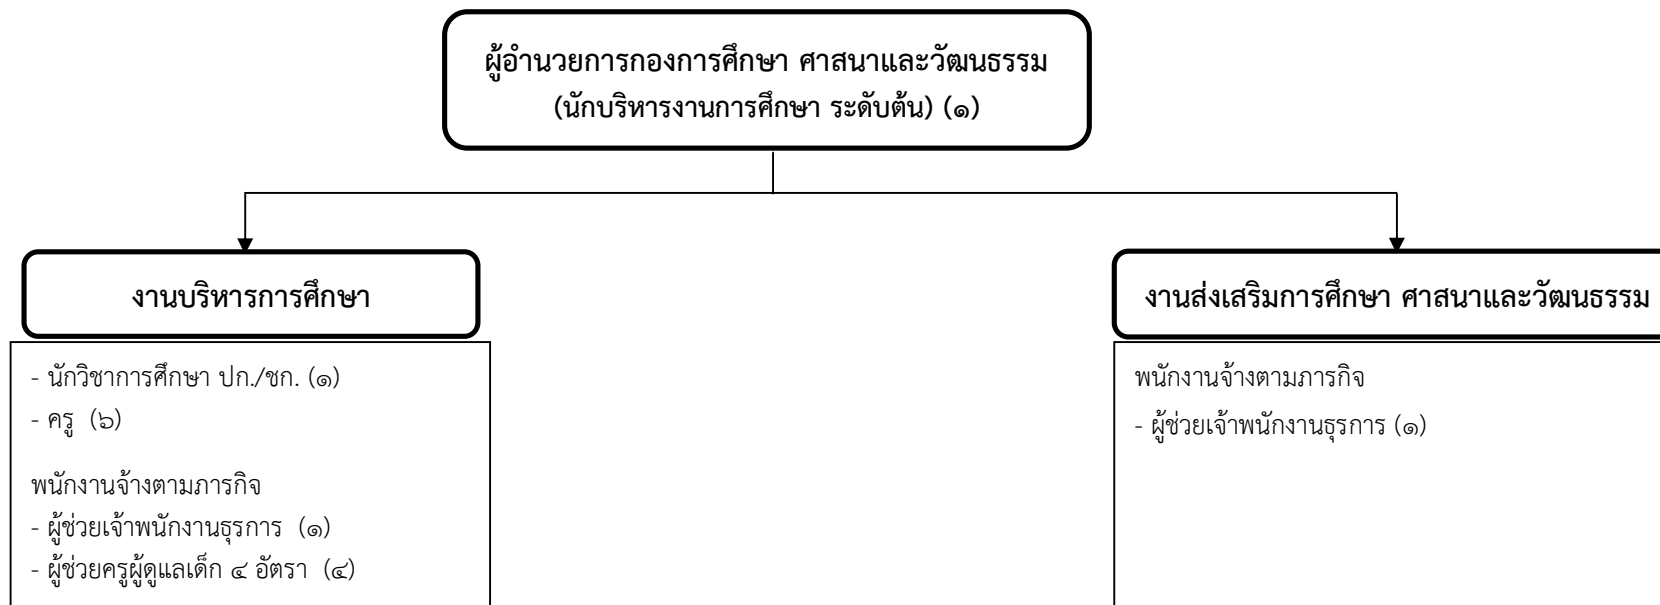 ผู้อำนวยการกองการศึกษา ศาสนาและวัฒนธรรม
(นักบริหารงานการศึกษา ระดับต้น) (๑)
งานบริหารการศึกษา
- นักวิชาการศึกษา ปก./ชก. (๑)
- ครู (๖)
พนักงานจ้างตามภารกิจ
- ผู้ช่วยเจ้าพนักงานธุรการ (๑)
- ผู้ช่วยครูผู้ดูแลเด็ก ๔ อัตรา (๔)
งานส่งเสริมการศึกษา ศาสนาและวัฒนธรรม
พนักงานจ้างตามภารกิจ
- ผู้ช่วยเจ้าพนักงานธุรการ (๑)